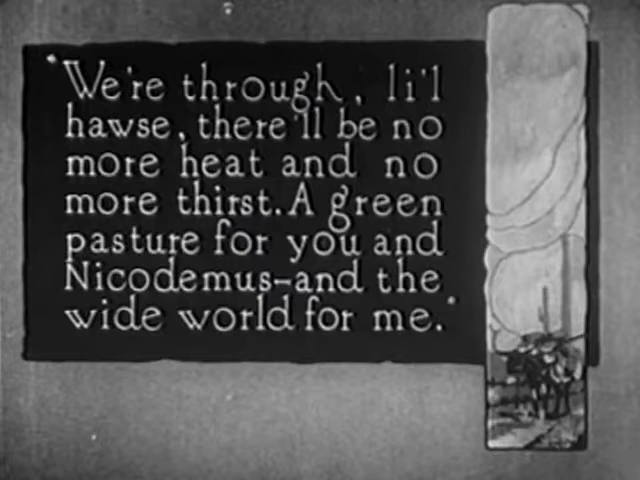 "We're through, li'l
hawse, there'll be no
more heat and no
more thirst. A green
pasture for you and
Nicodemus-and the
wide world for me."